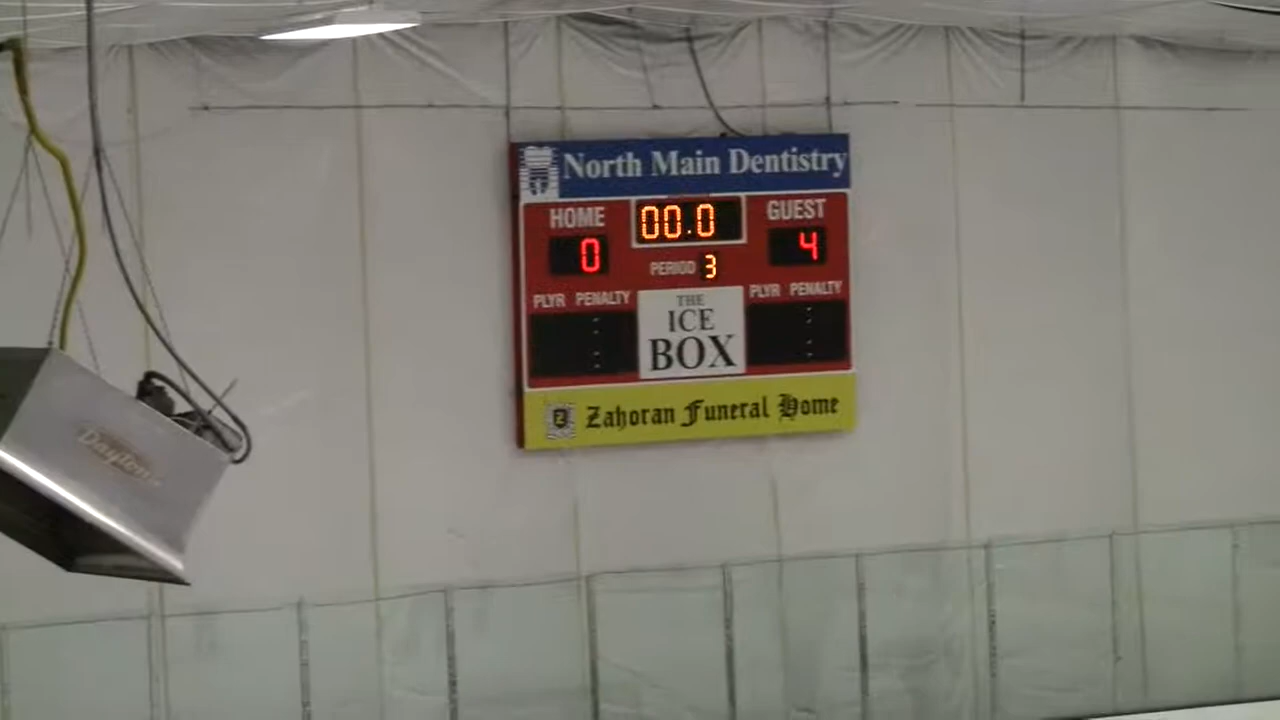 North Main Dentistry
HOME 00.0 GUEST
0 4
PERIOD 3
PLYR PENALTY PLYR PENALTY
THE
ICE
BOX
Z Zahoran Funeral Home
Dayton